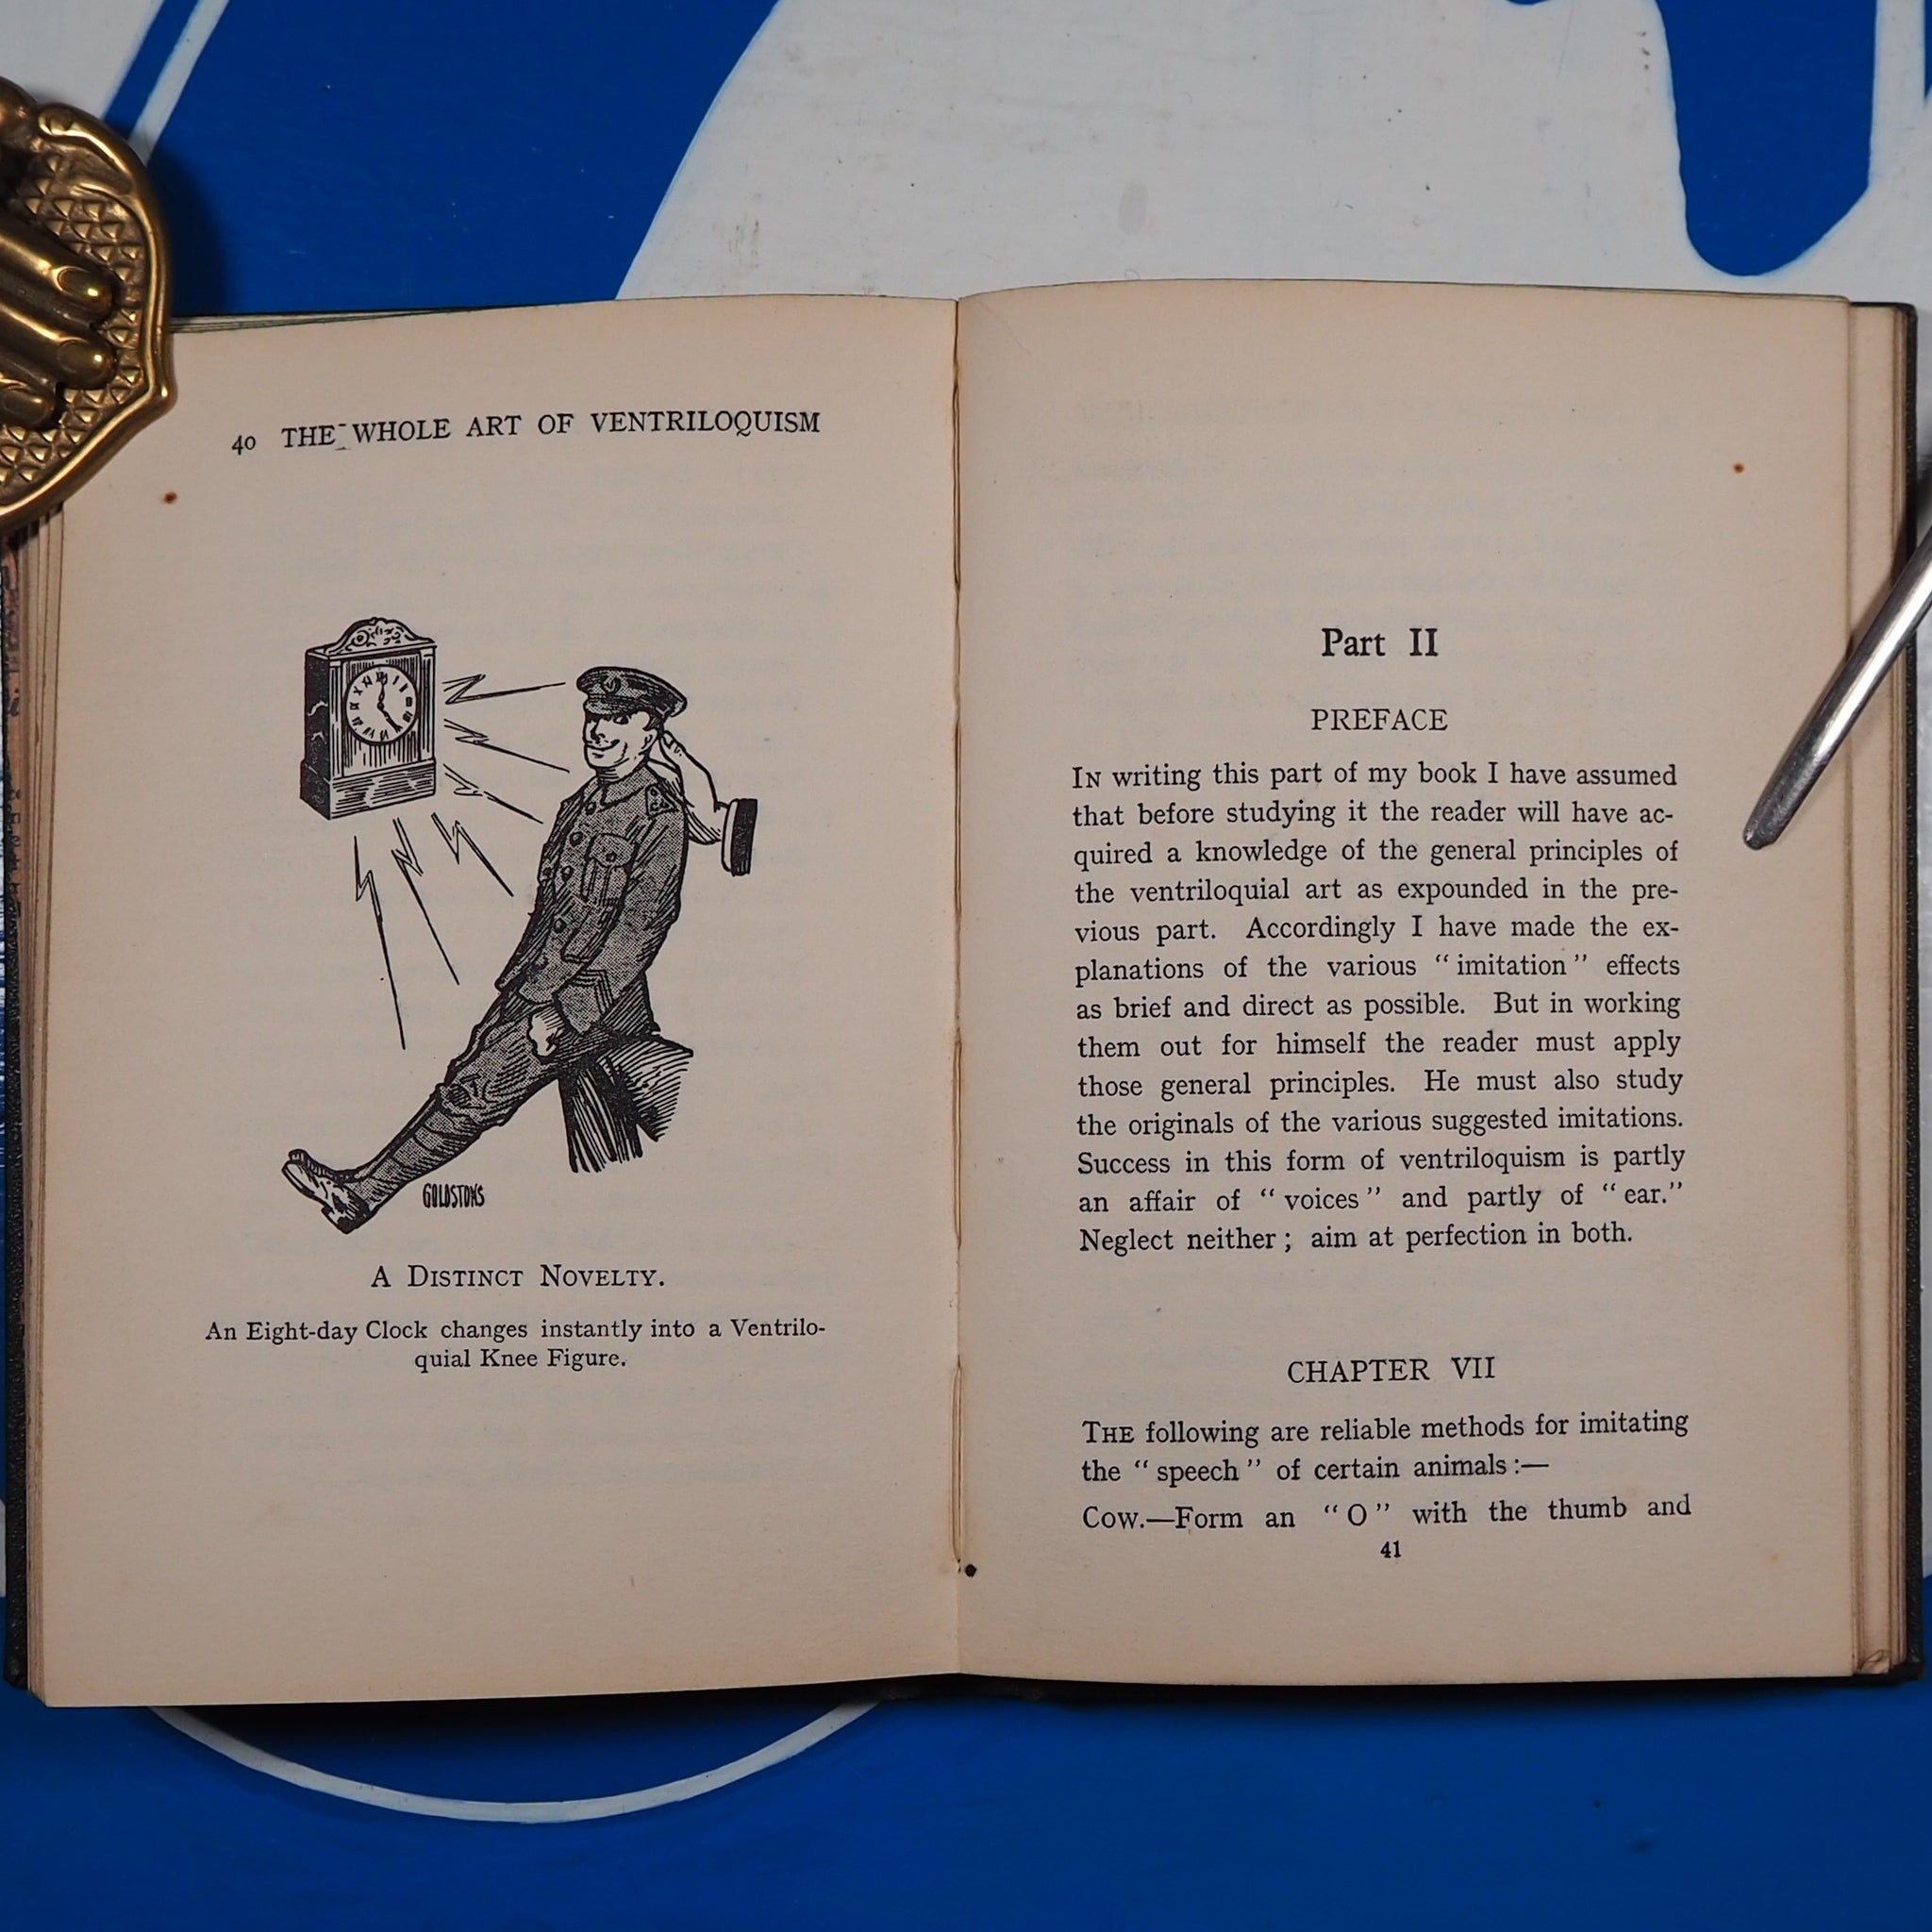 40 THE WHOLE ART OF VENTRILOQUISM
GOLDSTONS
A DISTINCT NOVELTY.
An Eight-day Clock changes instantly into a Ventrilo-
quial Knee Figure.
Part II
PREFACE
IN writing this part of my book I have assumed
that before studying it the reader will have ac-
quired a knowledge of the general principles of
the ventriloquial art as expounded in the pre-
vious part. Accordingly I have made the ex-
planations of the various “imitation” effects
as brief and direct as possible. But in working
them out for himself the reader must apply
those general principles. He must also study
the originals of the various suggested imitations.
Success in this form of ventriloquism is partly
an affair of “voices” and partly of “ear.”
Neglect neither; aim at perfection in both.
CHAPTER VII
THE following are reliable methods for imitating
the “speech” of certain animals:—
COW.—Form an “O” with the thumb and
41